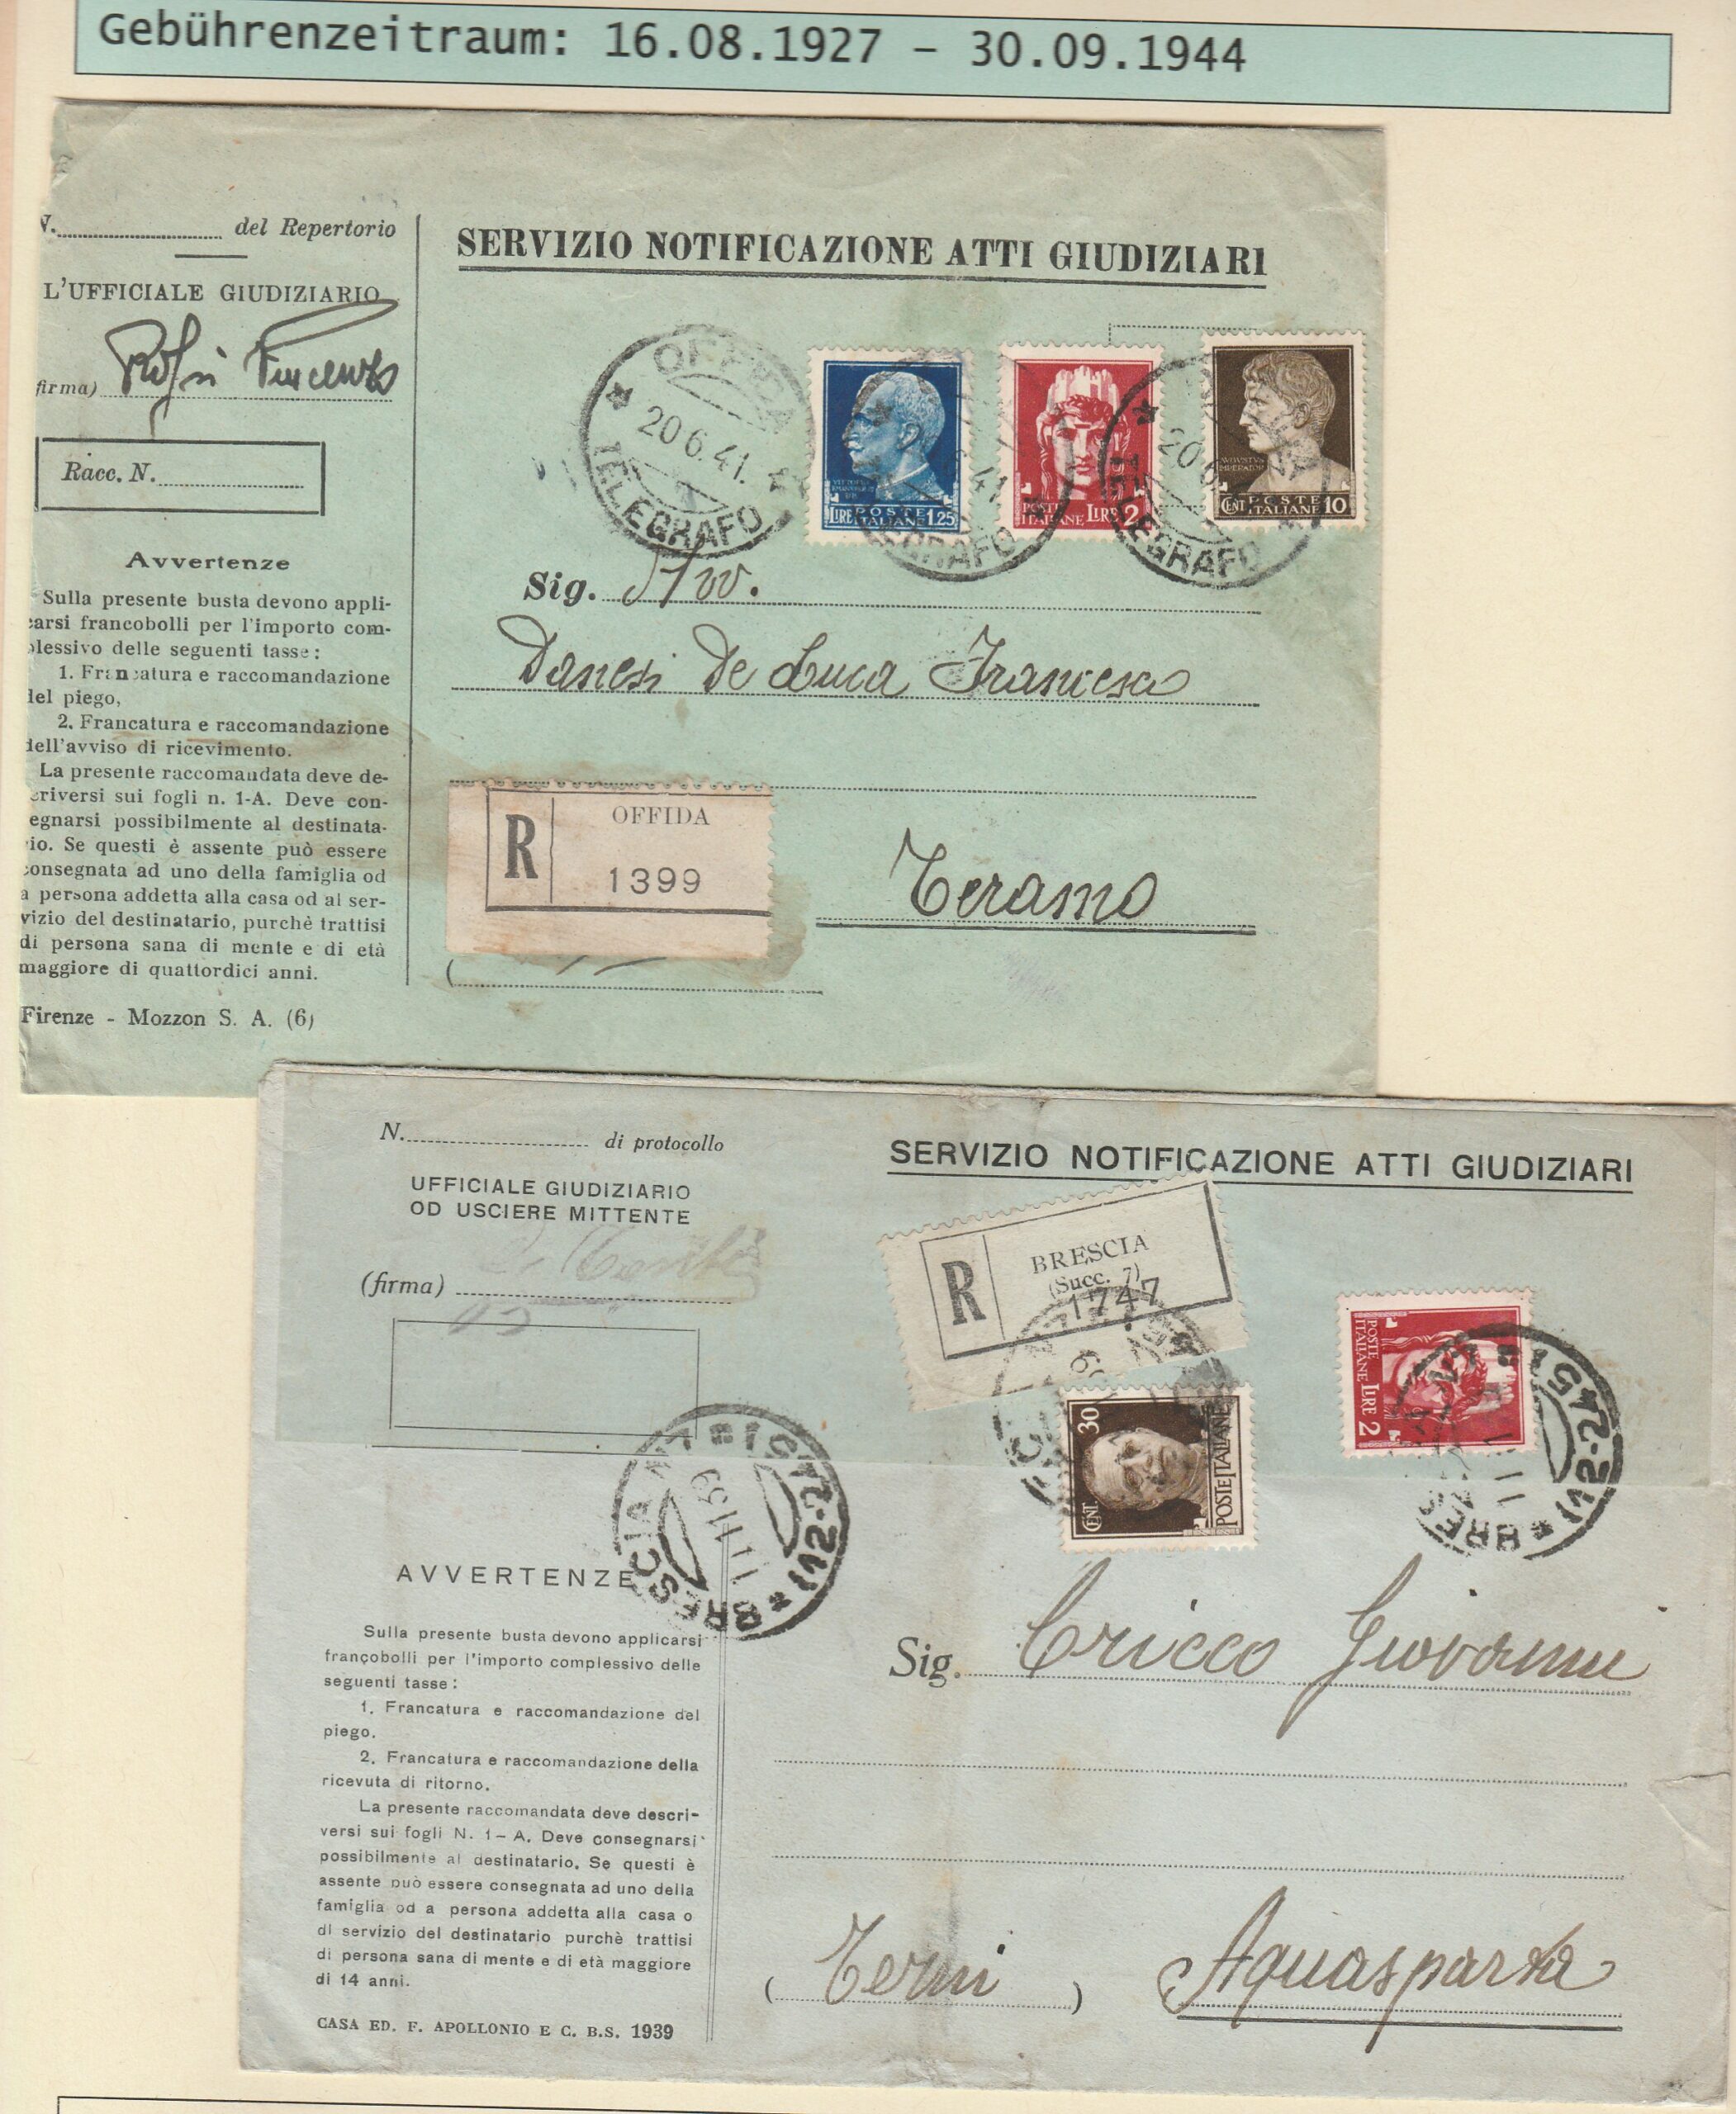 Gebührenzeitraum: 16.08.1927 – 30.09.1944
del Repertorio
L'UFFICIALE GIUDIZIARIO
firma)
Racc. N.
Avvertenze
Sulla presente busta devono appli-
carsi francobolli per l'importo com-
plessivo delle seguenti tasse:
1. Francatura e raccomandazione
del piego,
2. Francatura e raccomandazione
dell'avviso di ricevimento.
La presente raccomandata deve de-
criversi sui fogli n. 1-A. Deve con-
egnarsi possibilmente al destinata-
io. Se questi è assente può essere
consegnata ad uno della famiglia od
a persona addetta alla casa od al ser-
vizio del destinatario, purchè trattisi
di persona sana di mente e di età
maggiore di quattordici anni.
Firenze - Mozzon S. A. (6)
SERVIZIO NOTIFICAZIONE ATTI GIUDIZIARI
OFFIDA
20 6.41.
TELEGRAFO
LIRE POSTE ITALIANE 1.25
POSTE ITALIANE LIRE 2
AVGVSTVS IMPERATOR
CENT POSTE ITALIANE 10
Sig. Avv.
Danesi De Luca Francesco
R OFFIDA
1399
Teramo
(
N. di protocollo
UFFICIALE GIUDIZIARIO
OD USCIERE MITTENTE
(firma)
AVVERTENZE
Sulla presente busta devono applicarsi
françobolli per l'importo complessivo delle
seguenti tasse:
1. Francatura e raccomandazione del
piego.
2. Francatura e raccomandazione della
ricevuta di ritorno.
La presente raccomandata deve descri-
versi sui fogli N. 1-A. Deve consegnarsi
possibilmente al destinatario. Se questi è
assente può essere consegnata ad uno della
famiglia od a persona addetta alla casa o
di servizio del destinatario purchè trattisi
di persona sana di mente e di età maggiore
di 14 anni.
CASA ED. F. APOLLONIO E C. B.S. 1939
SERVIZIO NOTIFICAZIONE ATTI GIUDIZIARI
R BRESCIA
(Succ. 7)
1747
CENT. 30
POSTE ITALIANE
POSTE ITALIANE LIRE 2
BRESCIA
Sig. Cricco Giovanni
( Terni ) Aquasparta